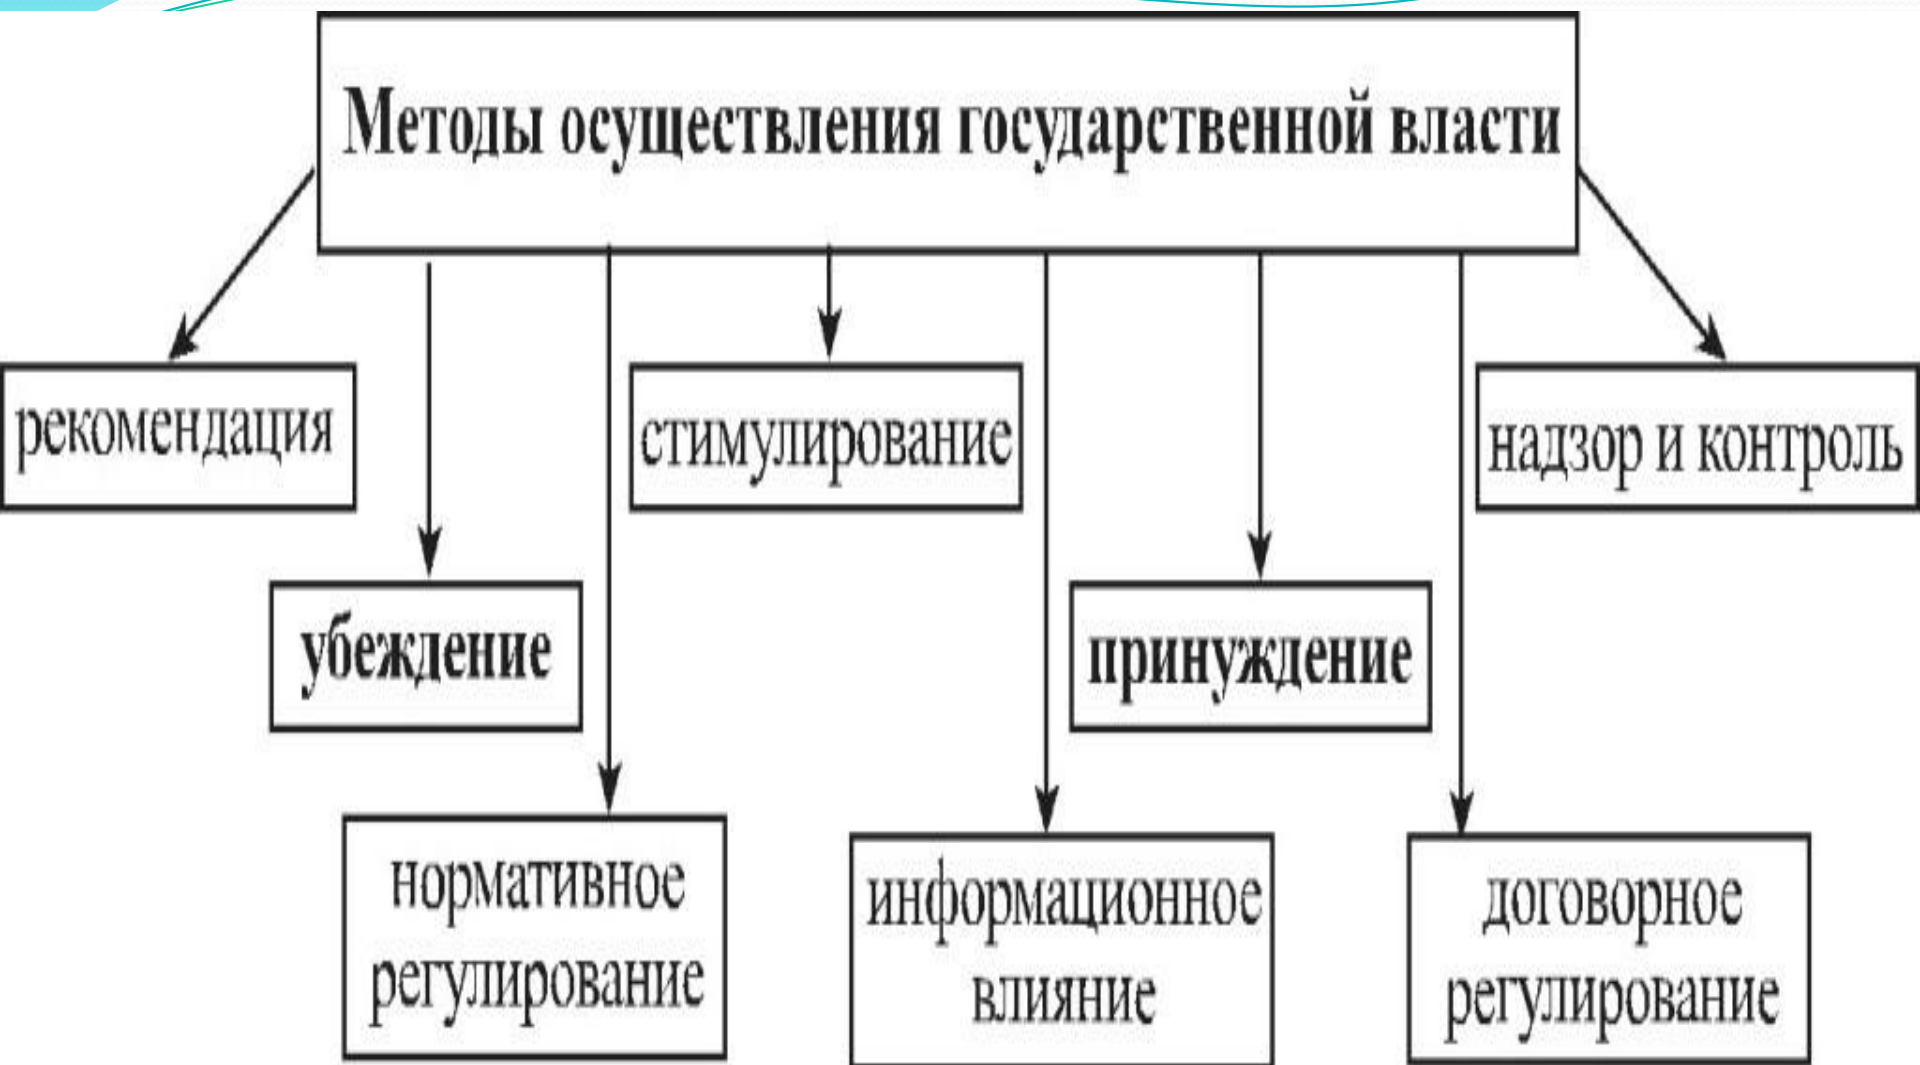 Методы осуществления государственной власти
рекомендация
стимулирование
надзор и контроль
убеждение
принуждение
нормативное
регулирование
информационное
влияние
договорное
регулирование